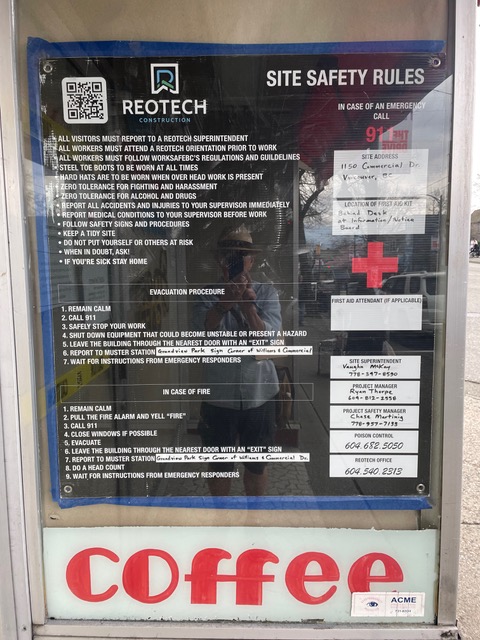 REOTECH
CONSTRUCTION
SITE SAFETY RULES
ALL VISITORS MUST REPORT TO A REOTECH SUPERINTENDENT
ALL WORKERS MUST ATTEND A REOTECH ORIENTATION PRIOR TO WORK
ALL WORKERS MUST FOLLOW WORKSAFEBC'S REGULATIONS AND GUIDELINES
STEEL TOE BOOTS TO BE WORN AT ALL TIMES
HARD HATS ARE TO BE WORN WHEN OVER HEAD WORK IS PRESENT
• ZERO TOLERANCE FOR FIGHTING AND HARASSMENT
• ZERO TOLERANCE FOR ALCOHOL AND DRUGS
• REPORT ALL ACCIDENTS AND INJURIES TO YOUR SUPERVISOR IMMEDIATELY
• REPORT MEDICAL CONDITIONS TO YOUR SUPERVISOR BEFORE WORK
• FOLLOW SAFETY SIGNS AND PROCEDURES
• KEEP A TIDY SITE
• DO NOT PUT YOURSELF OR OTHERS AT RISK
• WHEN IN DOUBT, ASK!
• IF YOU'RE SICK STAY HOME
EVACUATION PROCEDURE
1. REMAIN CALM
2. CALL 911
3. SAFELY STOP YOUR WORK
4. SHUT DOWN EQUIPMENT THAT COULD BECOME UNSTABLE OR PRESENT A HAZARD
5. LEAVE THE BUILDING THROUGH THE NEAREST DOOR WITH AN "EXIT" SIGN
6. REPORT TO MUSTER STATION Grandview Park Sign Corner of Williams & Commercial
7. WAIT FOR INSTRUCTIONS FROM EMERGENCY RESPONDERS
IN CASE OF FIRE
1. REMAIN CALM
2. PULL THE FIRE ALARM AND YELL "FIRE"
3. CALL 911
4. CLOSE WINDOWS IF POSSIBLE
5. EVACUATE
6. LEAVE THE BUILDING THROUGH THE NEAREST DOOR WITH AN "EXIT" SIGN
7. REPORT TO MUSTER STATION Grandview Park Sign Corner of Williams & Commercial Dr.
8. DO A HEAD COUNT
9. WAIT FOR INSTRUCTIONS FROM EMERGENCY RESPONDERS
IN CASE OF AN EMERGENCY
CALL
911
SITE ADDRESS
1150 Commercial Dr.
Vancouver, BC
LOCATION OF FIRST AID KIT
Behind Desk
at Information/Notice
Board
FIRST AID ATTENDANT (IF APPLICABLE)
SITE SUPERINTENDENT
Vaughn McKay
778-347-8590
PROJECT MANAGER
Ryan Thorpe
604-812-2558
PROJECT SAFETY MANAGER
Chase Martinig
778-957-7135
POISON CONTROL
604.682.5050
REOTECH OFFICE
604.540.2313
coffee
ACME